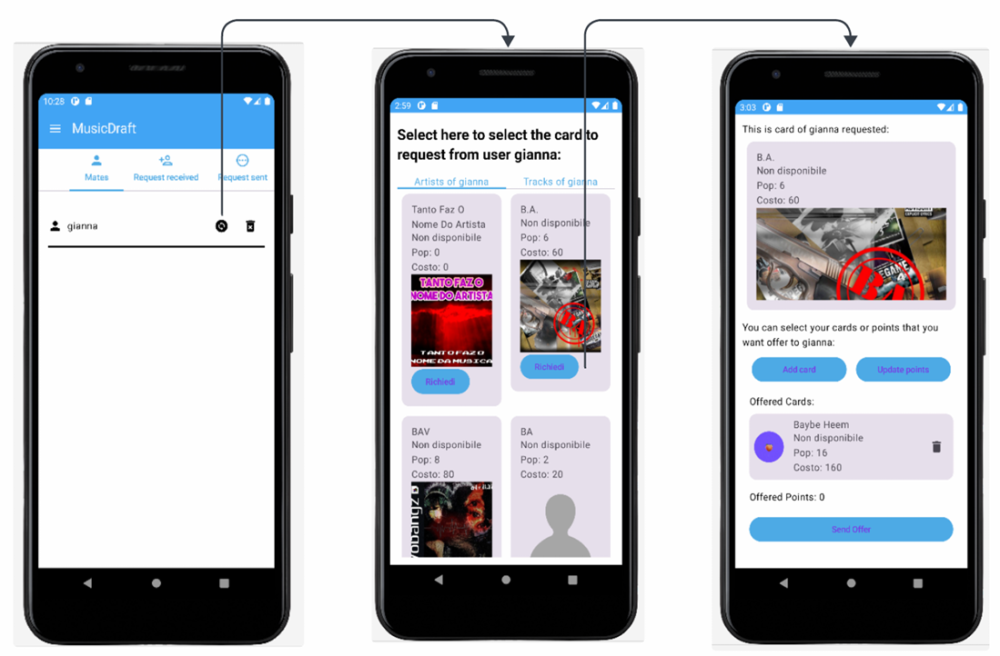 10:28
MusicDraft
Mates
Request received
Request sent
gianna
2:59
Select here to select the card to
request from user gianna:
Artists of gianna
Tracks of gianna
Tanto Faz O
Nome Do Artista
Non disponibile
Pop: 0
Costo: 0
TANTO FAZ O
NOME DO ARTISTA
TANTO FAZ O
NOME DA MUSICA
Richiedi
B.A.
Non disponibile
Pop: 6
Costo: 60
Richiedi
BAV
Non disponibile
Pop: 8
Costo: 80
BA
Non disponibile
Pop: 2
Costo: 20
3:03
This is card of gianna requested:
B.A.
Non disponibile
Pop: 6
Costo: 60
You can select your cards or points that you
want offer to gianna:
Add card
Update points
Offered Cards:
Baybe Heem
Non disponibile
Pop: 16
Costo: 160
Offered Points: 0
Send Offer